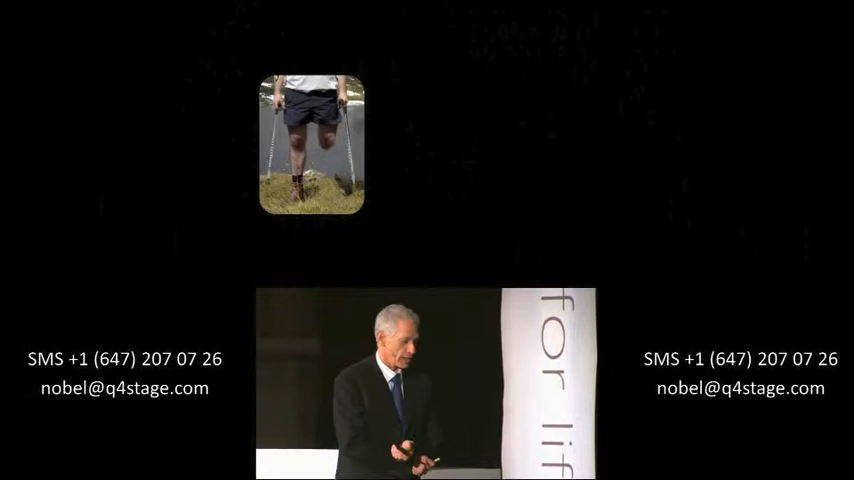 SMS +1 (647) 207 07 26
nobel@q4stage.com
for lif
SMS +1 (647) 207 07 26
nobel@q4stage.com